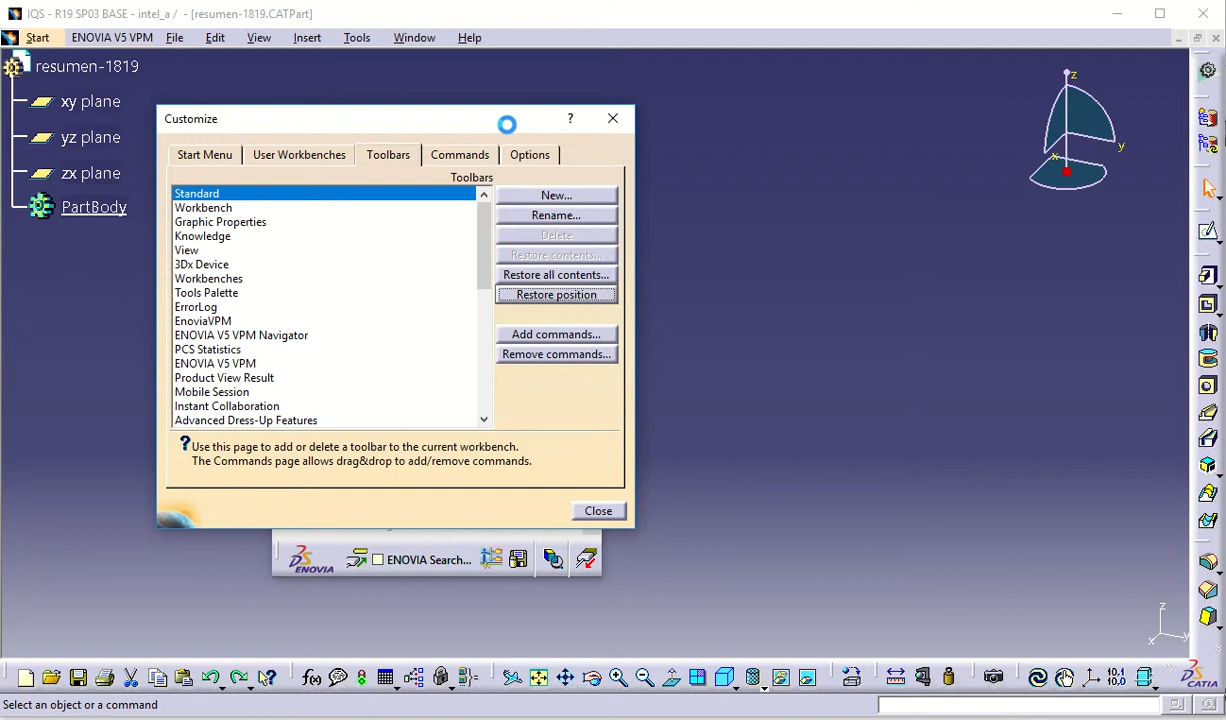 IQS - R19 SP03 BASE - intel_a / - [resumen-1819.CATPart]
Start ENOVIA V5 VPM File Edit View Insert Tools Window Help
resumen-1819
xy plane
yz plane
zx plane
PartBody
z
y
x
Customize
?
Start Menu User Workbenches Toolbars Commands Options
Toolbars
Standard
Workbench
Graphic Properties
Knowledge
View
3Dx Device
Workbenches
Tools Palette
ErrorLog
EnoviaVPM
ENOVIA V5 VPM Navigator
PCS Statistics
ENOVIA V5 VPM
Product View Result
Mobile Session
Instant Collaboration
Advanced Dress-Up Features
New...
Rename...
Delete
Restore contents...
Restore all contents...
Restore position
Add commands...
Remove commands...
Use this page to add or delete a toolbar to the current workbench.
The Commands page allows drag&drop to add/remove commands.
Close
ENOVIA
ENOVIA Search...
z
x
y
f(x)
10,1
10,0
CATIA
Select an object or a command